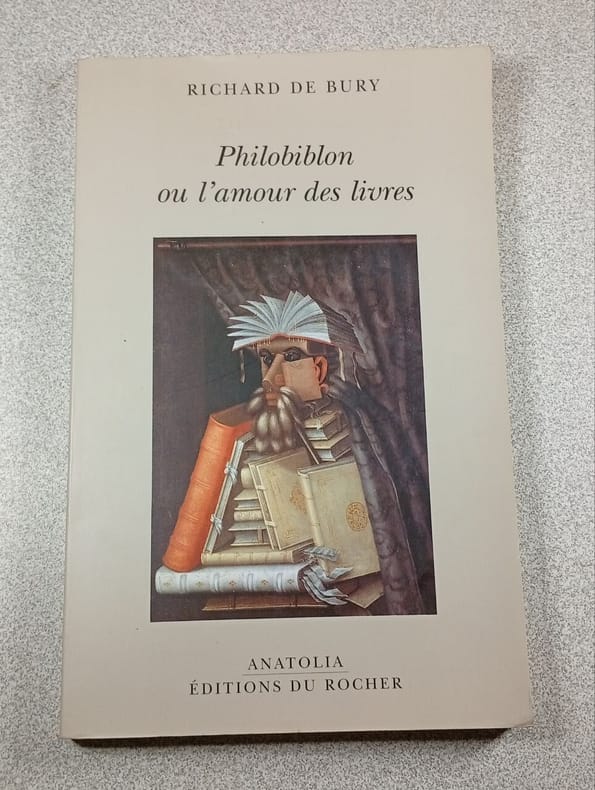 RICHARD DE BURY
Philobiblon
ou l'amour des livres
ANATOLIA
ÉDITIONS DU ROCHER